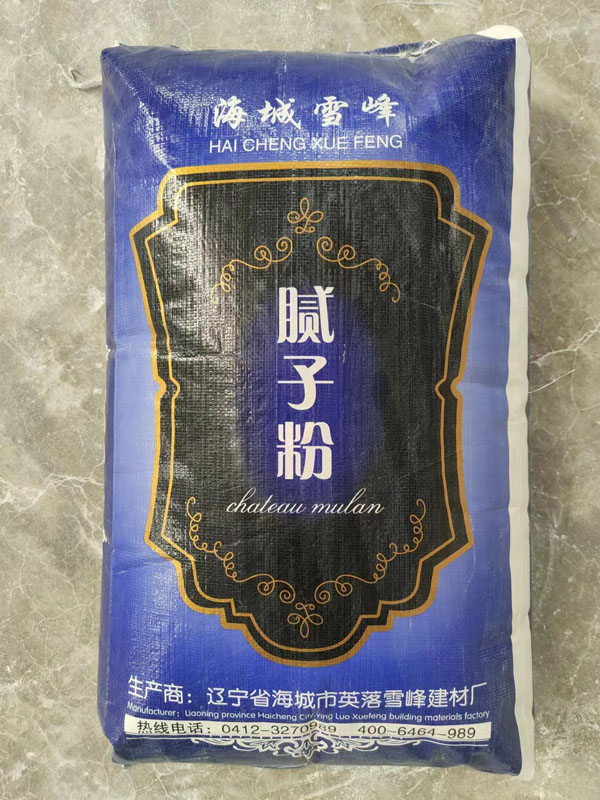 海城雪峰
HAI CHENG XUE FENG
腻子粉
chateau mulan
生产商：辽宁省海城市英落雪峰建材厂
Manufacturer: Liaoning province Haicheng City Ying Luo Xuefeng building materials factory
热线电话：0412-3270989 400-6464-989